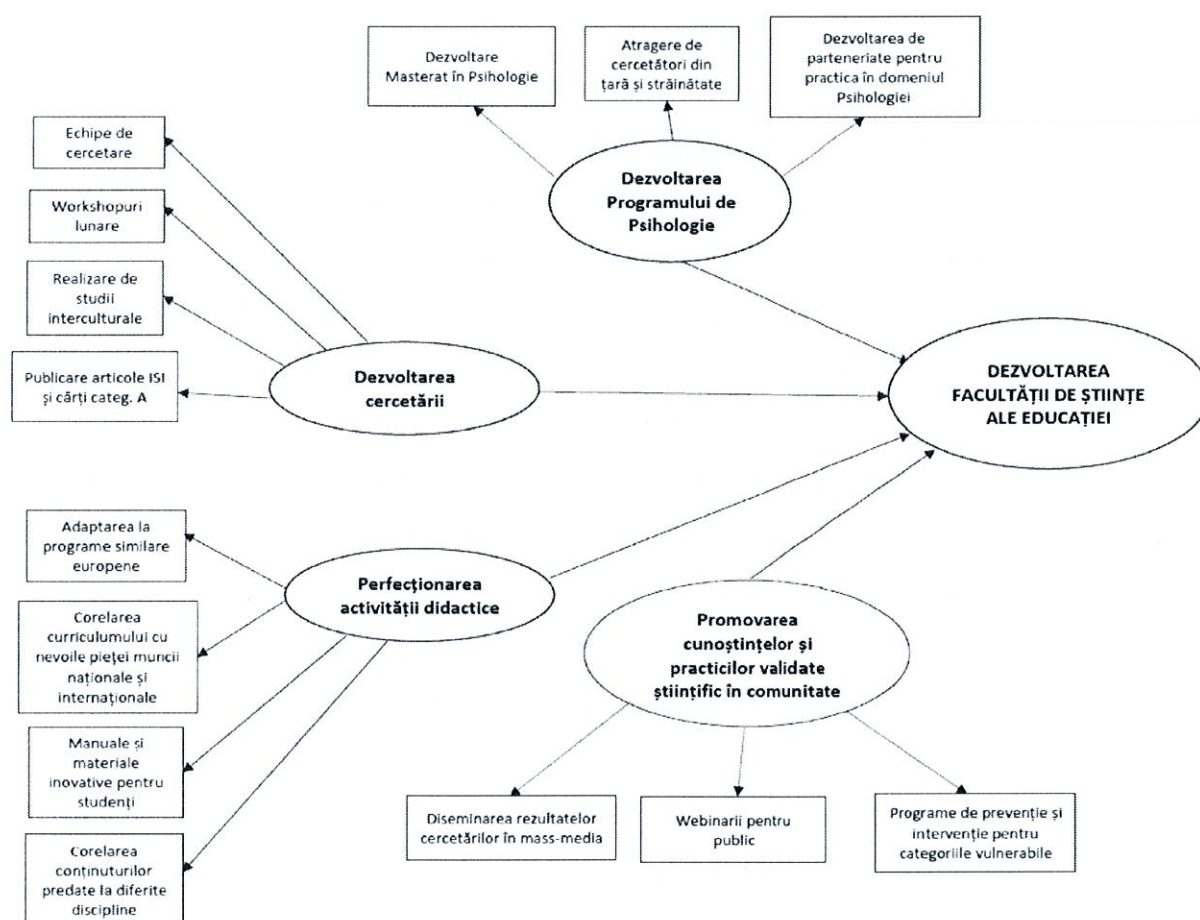 Dezvoltare
Masterat în Psihologie
Atragere de
cercetători din
țară și străinătate
Dezvoltarea de
parteneriate pentru
practica în domeniul
Psihologiei
Dezvoltarea
Programului de
Psihologie
Echipe de
cercetare
Workshopuri
lunare
Realizare de
studii
interculturale
Publicare articole ISI
și cărți categ. A
Dezvoltarea
cercetării
DEZVOLTAREA
FACULTĂȚII DE ȘTIINȚE
ALE EDUCAȚIEI
Adaptarea la
programe similare
europene
Corelarea
curriculumului cu
nevoile pieței muncii
naționale și
internaționale
Manuale și
materiale
inovative pentru
studenți
Corelarea
conținuturilor
predate la diferite
discipline
Perfecționarea
activității didactice
Promovarea
cunoștințelor și
practicilor validate
științific în comunitate
Diseminarea rezultatelor
cercetărilor în mass-media
Webinarii pentru
public
Programe de prevenție și
intervenție pentru
categoriile vulnerabile